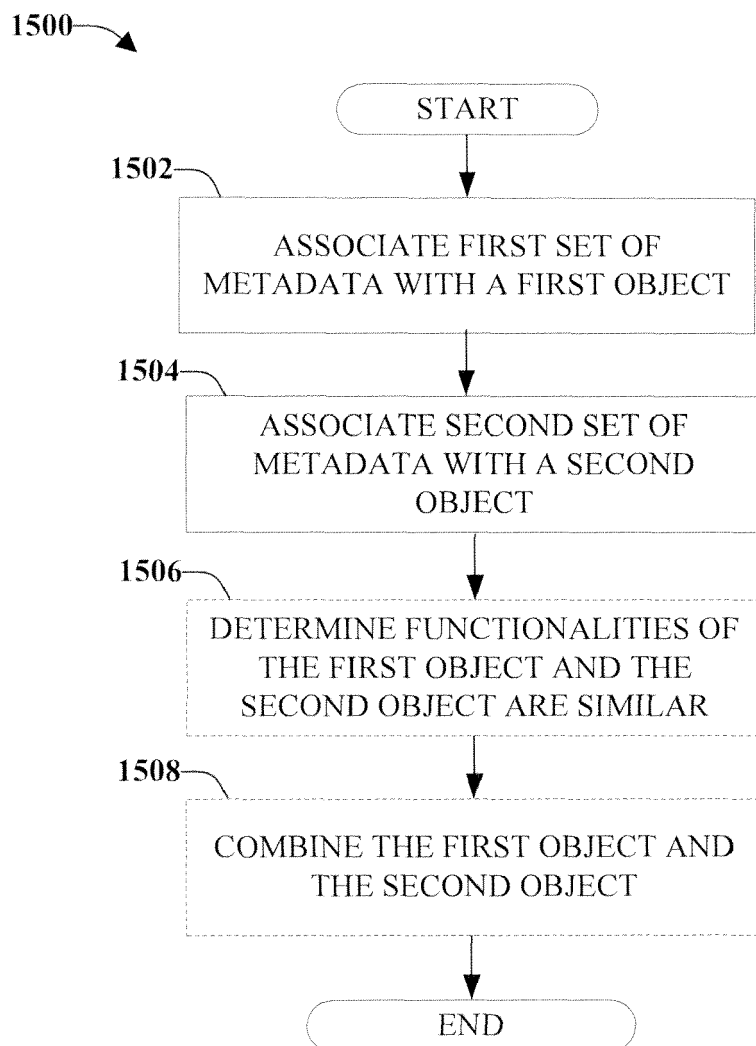 1500
START
1502
ASSOCIATE FIRST SET OF
METADATA WITH A FIRST OBJECT
1504
ASSOCIATE SECOND SET OF
METADATA WITH A SECOND
OBJECT
1506
DETERMINE FUNCTIONALITIES OF
THE FIRST OBJECT AND THE
SECOND OBJECT ARE SIMILAR
1508
COMBINE THE FIRST OBJECT AND
THE SECOND OBJECT
END